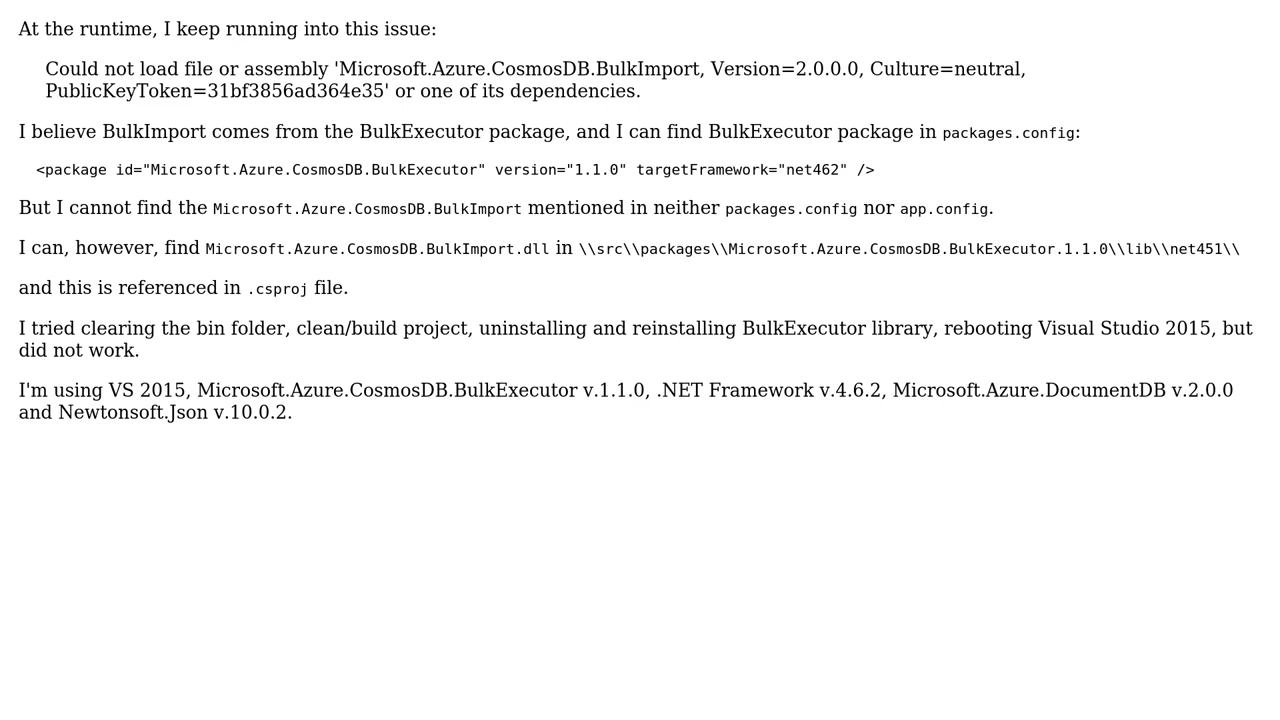 At the runtime, I keep running into this issue:
Could not load file or assembly 'Microsoft.Azure.CosmosDB.BulkImport, Version=2.0.0.0, Culture=neutral,
PublicKeyToken=31bf3856ad364e35' or one of its dependencies.
I believe BulkImport comes from the BulkExecutor package, and I can find BulkExecutor package in packages.config:
<package id="Microsoft.Azure.CosmosDB.BulkExecutor" version="1.1.0" targetFramework="net462" />
But I cannot find the Microsoft.Azure.CosmosDB.BulkImport mentioned in neither packages.config nor app.config.
I can, however, find Microsoft.Azure.CosmosDB.BulkImport.dll in \\src\\packages\\Microsoft.Azure.CosmosDB.BulkExecutor.1.1.0\\lib\\net451\\
and this is referenced in .csproj file.
I tried clearing the bin folder, clean/build project, uninstalling and reinstalling BulkExecutor library, rebooting Visual Studio 2015, but
did not work.
I'm using VS 2015, Microsoft.Azure.CosmosDB.BulkExecutor v.1.1.0, .NET Framework v.4.6.2, Microsoft.Azure.DocumentDB v.2.0.0
and Newtonsoft.Json v.10.0.2.